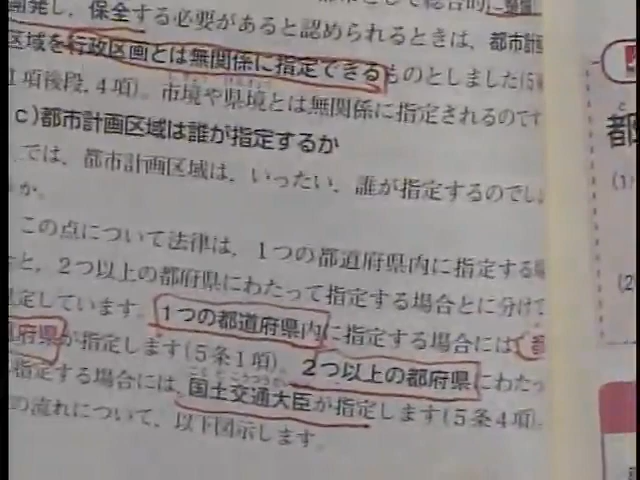 開発し、保全する必要があると認められるときは、都市計
区域を行政区画とは無関係に指定できるものとしました(5
1項後段、4項)。市境や県境とは無関係に指定されるのです
c)都市計画区域は誰が指定するか
では、都市計画区域は、いったい、誰が指定するのでし
か。
この点について法律は、1つの都道府県内に指定する場
と、2つ以上の都府県にわたって指定する場合とに分けて
定しています。1つの都道府県内に指定する場合には都
府県が指定します(5条1項)。2つ以上の都府県にわたっ
指定する場合には、国土交通大臣が指定します(5条4項)。
の流れについて、以下図示します。
c
都
(1)
(2